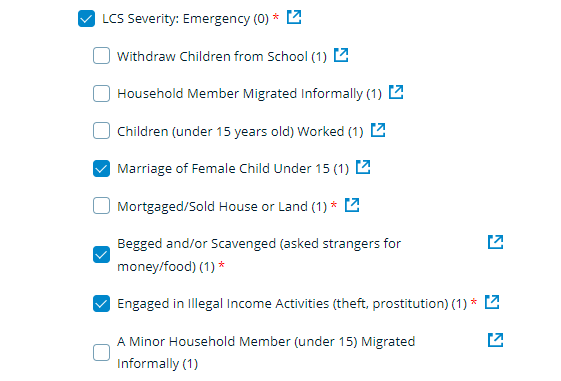 LCS Severity: Emergency (0) *
Withdraw Children from School (1)
Household Member Migrated Informally (1)
Children (under 15 years old) Worked (1)
Marriage of Female Child Under 15 (1)
Mortgaged/Sold House or Land (1) *
Begged and/or Scavenged (asked strangers for
money/food) (1) *
Engaged in Illegal Income Activities (theft, prostitution) (1) *
A Minor Household Member (under 15) Migrated
Informally (1)